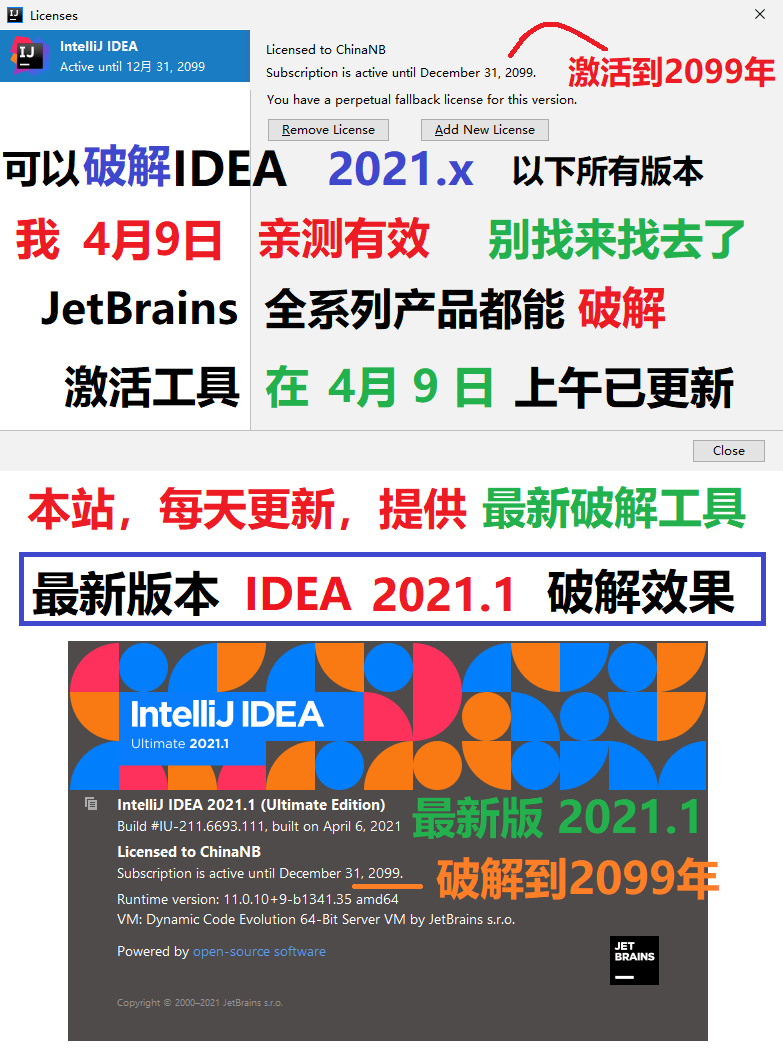 Licenses
IntelliJ IDEA
Active until 12月 31, 2099
Licensed to ChinaNB
Subscription is active until December 31, 2099.
激活到2099年
You have a perpetual fallback license for this version.
Remove License Add New License
可以破解IDEA 2021.x 以下所有版本
我 4月9日 亲测有效 别找来找去了
JetBrains 全系列产品都能 破解
激活工具 在 4月 9 日 上午已更新
Close
本站，每天更新，提供 最新破解工具
最新版本 IDEA 2021.1 破解效果
IntelliJ IDEA
Ultimate 2021.1
IntelliJ IDEA 2021.1 (Ultimate Edition)
Build #IU-211.6693.111, built on April 6, 2021
最新版 2021.1
Licensed to ChinaNB
Subscription is active until December 31, 2099.
破解到2099年
Runtime version: 11.0.10+9-b1341.35 amd64
VM: Dynamic Code Evolution 64-Bit Server VM by JetBrains s.r.o.
Powered by open-source software
JET
BRAINS
Copyright © 2000–2021 JetBrains s.r.o.